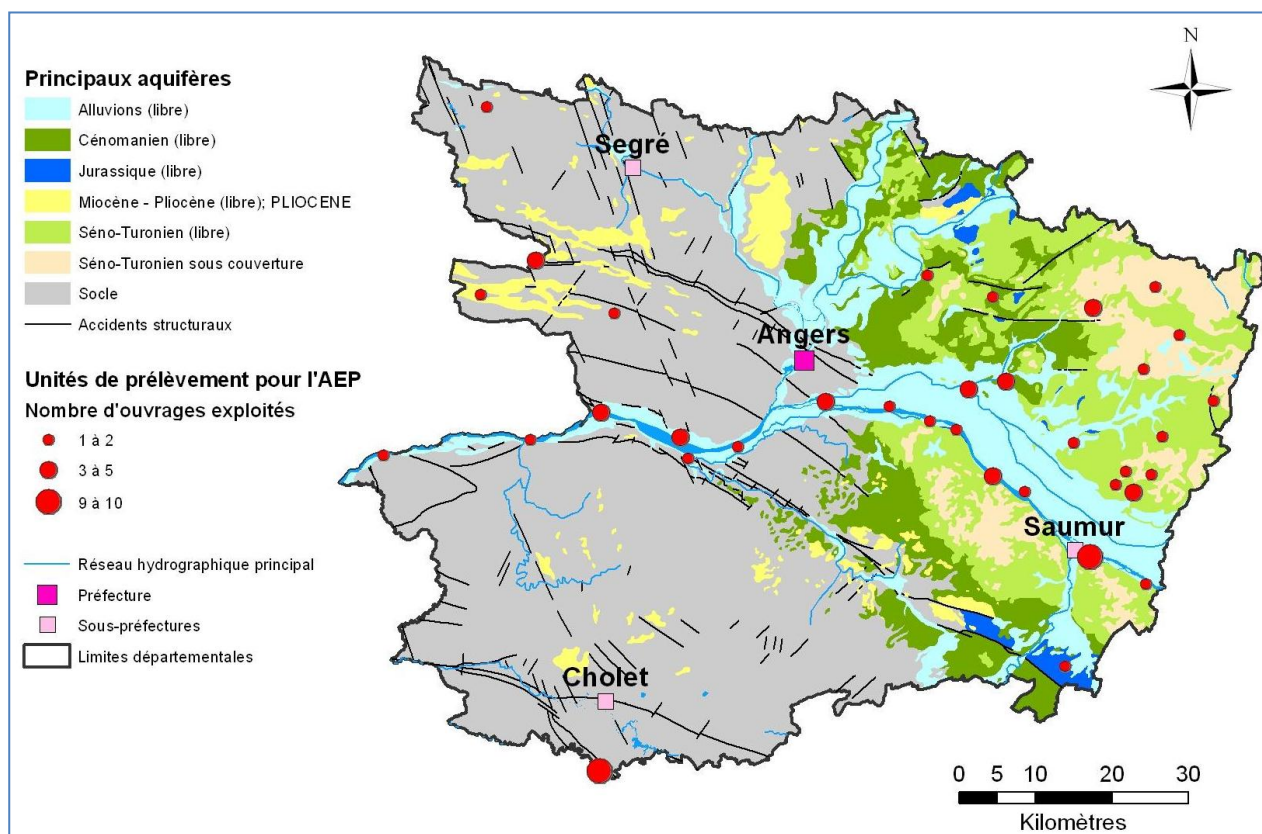 N
Principaux aquifères
Alluvions (libre)
Cénomanien (libre)
Jurassique (libre)
Miocène - Pliocène (libre); PLIOCENE
Séno-Turonien (libre)
Séno-Turonien sous couverture
Socle
Accidents structuraux
Unités de prélèvement pour l'AEP
Nombre d'ouvrages exploités
1 à 2
3 à 5
9 à 10
Réseau hydrographique principal
Préfecture
Sous-préfectures
Limites départementales
Segré
Angers
Saumur
Cholet
0 5 10 20 30
Kilomètres